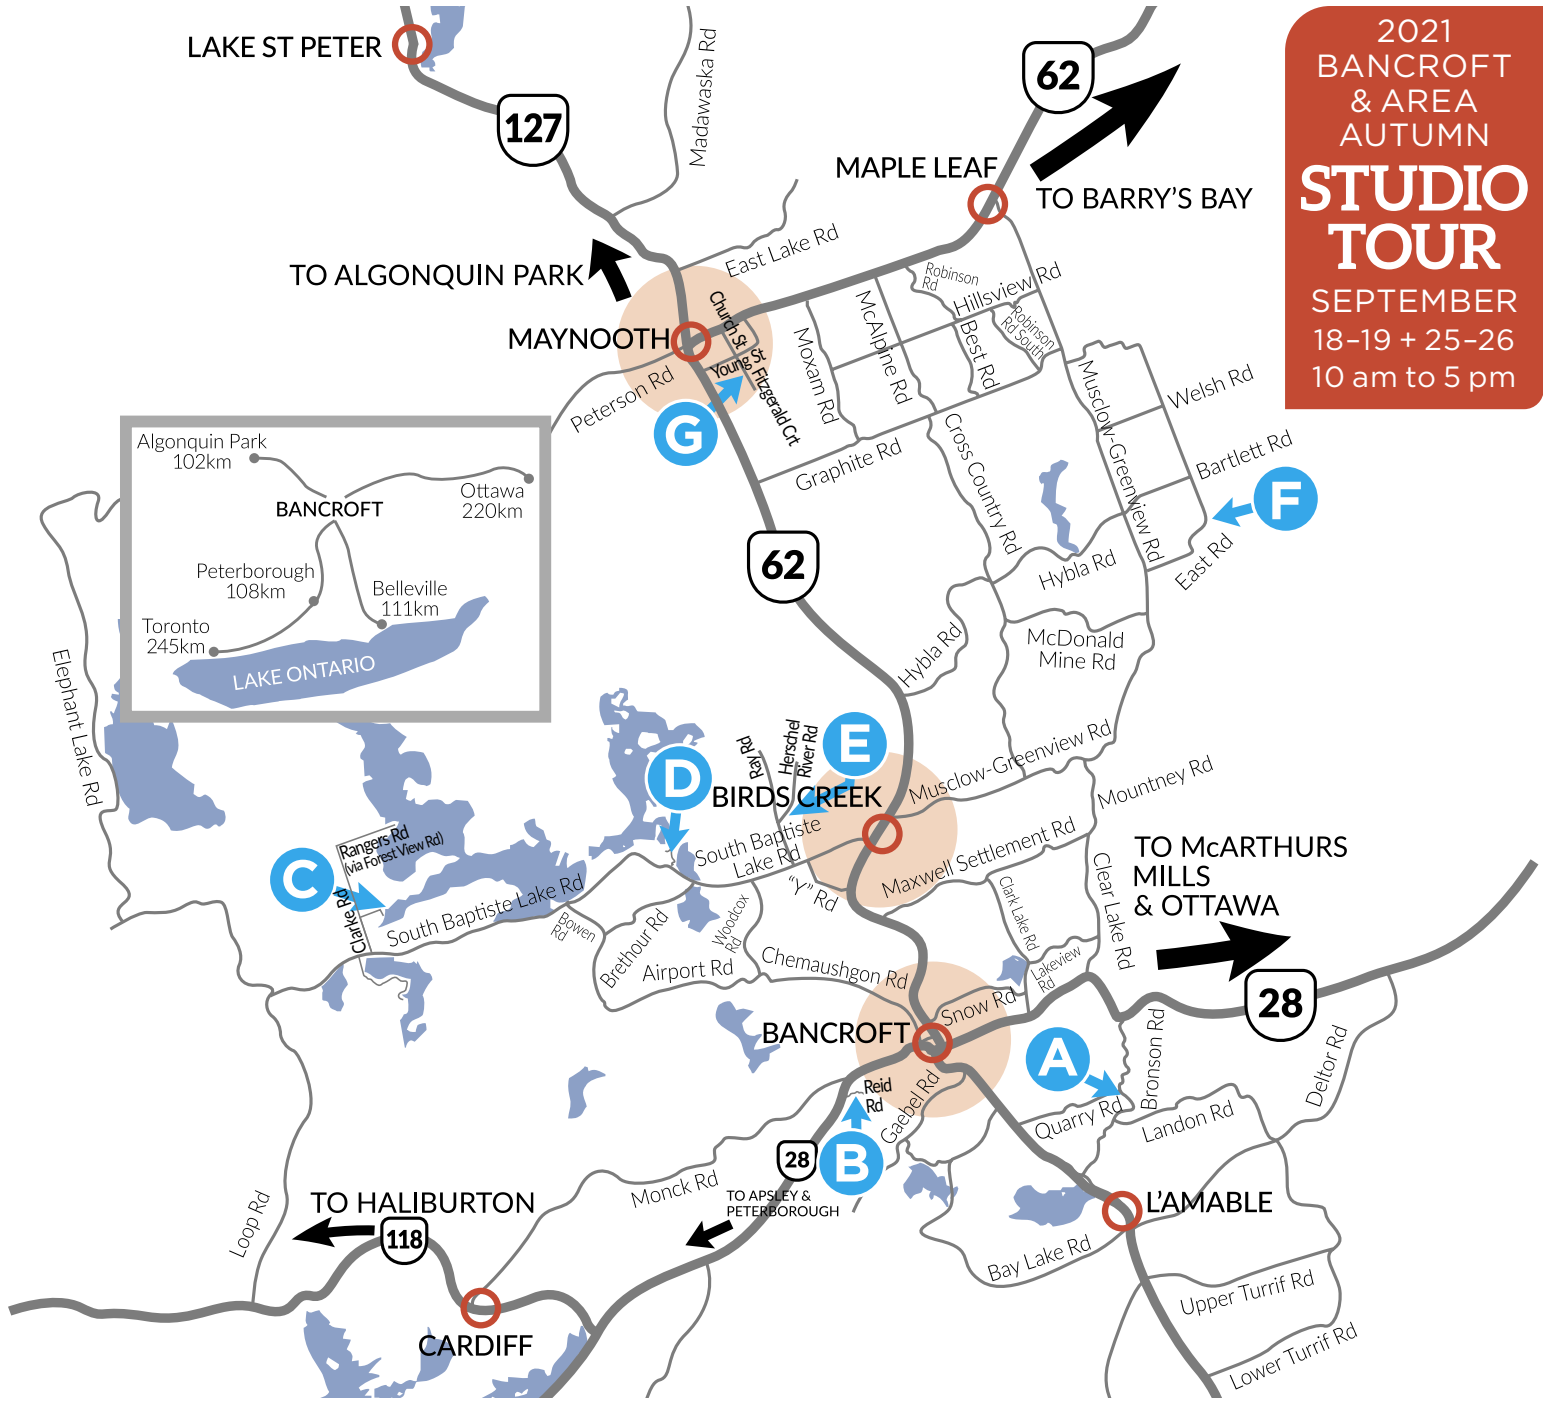 2021
BANCROFT
& AREA
AUTUMN
STUDIO
TOUR
SEPTEMBER
18–19 + 25–26
10 am to 5 pm
LAKE ST PETER
127
Madawaska Rd
62
MAPLE LEAF
TO BARRY'S BAY
East Lake Rd
TO ALGONQUIN PARK
MAYNOOTH
Church St
Young St
Fitzgerald Crt
Peterson Rd
G
Moxam Rd
McAlpine Rd
Robinson
Rd
Hillsview Rd
Best Rd
Robinson
Rd South
Musclow-Greenview Rd
Welsh Rd
Bartlett Rd
F
East Rd
Graphite Rd
Cross Country Rd
Hybla Rd
62
Hybla Rd
McDonald
Mine Rd
Algonquin Park
102km
BANCROFT
Ottawa
220km
Peterborough
108km
Belleville
111km
Toronto
245km
LAKE ONTARIO
Elephant Lake Rd
D
Ray Rd
Herschel
River Rd
E
BIRDS CREEK
Musclow-Greenview Rd
Mountney Rd
South Baptiste
Lake Rd
"Y" Rd
Maxwell Settlement Rd
TO McARTHURS
MILLS
& OTTAWA
Rangers Rd
(via Forest View Rd)
C
Clarke Rd
South Baptiste Lake Rd
Bowen
Rd
Brethour Rd
Woodcox
Rd
Airport Rd
Chemaushgon Rd
Clark Lake Rd
Lakeview
Rd
Clear Lake Rd
28
Snow Rd
BANCROFT
A
Bronson Rd
Deltor Rd
Reid
Rd
Gaebel Rd
Quarry Rd
Landon Rd
B
28
Monck Rd
TO APSLEY &
PETERBOROUGH
L'AMABLE
Loop Rd
TO HALIBURTON
118
Bay Lake Rd
Upper Turrif Rd
CARDIFF
Lower Turrif Rd